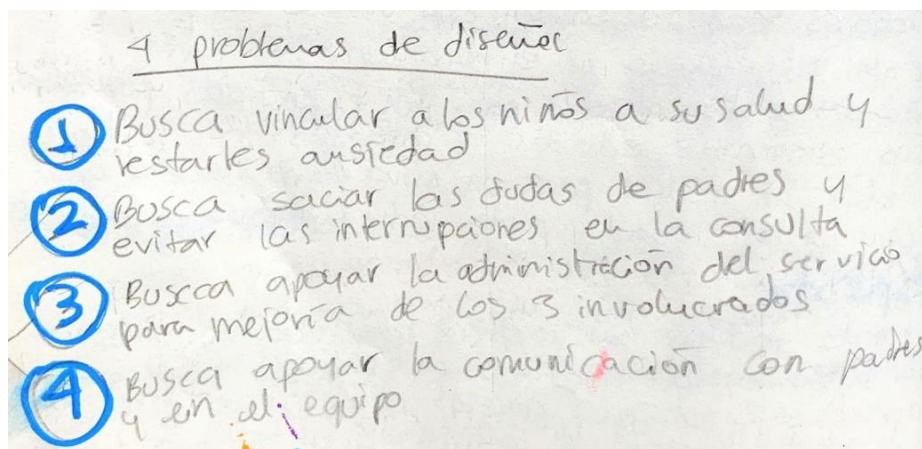 4 problemas de diseño
1 Busca vincular a los niños a su salud y
restarles ansiedad
2 Busca saciar las dudas de padres y
evitar las interrupciones en la consulta
3 Buscca apoyar la administración del servicio
para mejoría de los 3 involucrados
4 Busca apoyar la comunicación con padres
y en el equipo